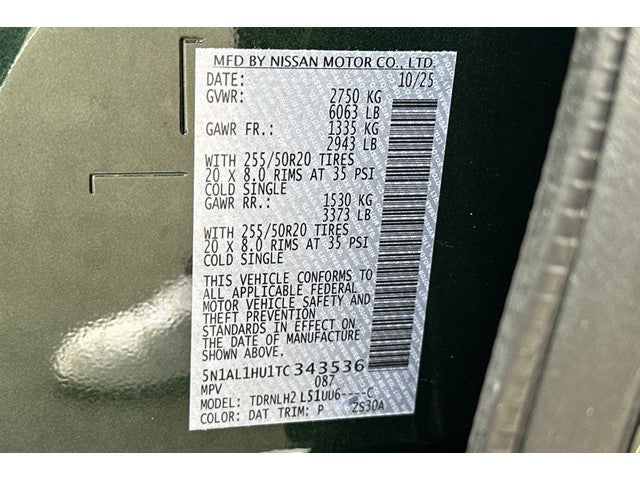 MFD BY NISSAN MOTOR CO., LTD.
DATE: 10/25
GVWR: 2750 KG
6063 LB
GAWR FR.: 1335 KG
2943 LB
WITH 255/50R20 TIRES
20 X 8.0 RIMS AT 35 PSI
COLD SINGLE
GAWR RR.: 1530 KG
3373 LB
WITH 255/50R20 TIRES
20 X 8.0 RIMS AT 35 PSI
COLD SINGLE
THIS VEHICLE CONFORMS TO
ALL APPLICABLE FEDERAL
MOTOR VEHICLE SAFETY AND
THEFT PREVENTION
STANDARDS IN EFFECT ON
THE DATE OF MANUFACTURE
SHOWN ABOVE.
5N1AL1HU1TC343536
MPV 087
MODEL: TDRNLH2 L51UU6----C
COLOR: DAT TRIM: P 2S30A